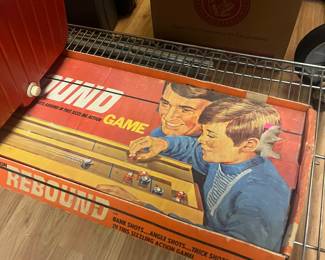 OUND
GAME
REBOUND
BANK SHOTS... ANGLE SHOTS... TRICK SHOTS
IN THIS SIZZLING ACTION GAME!